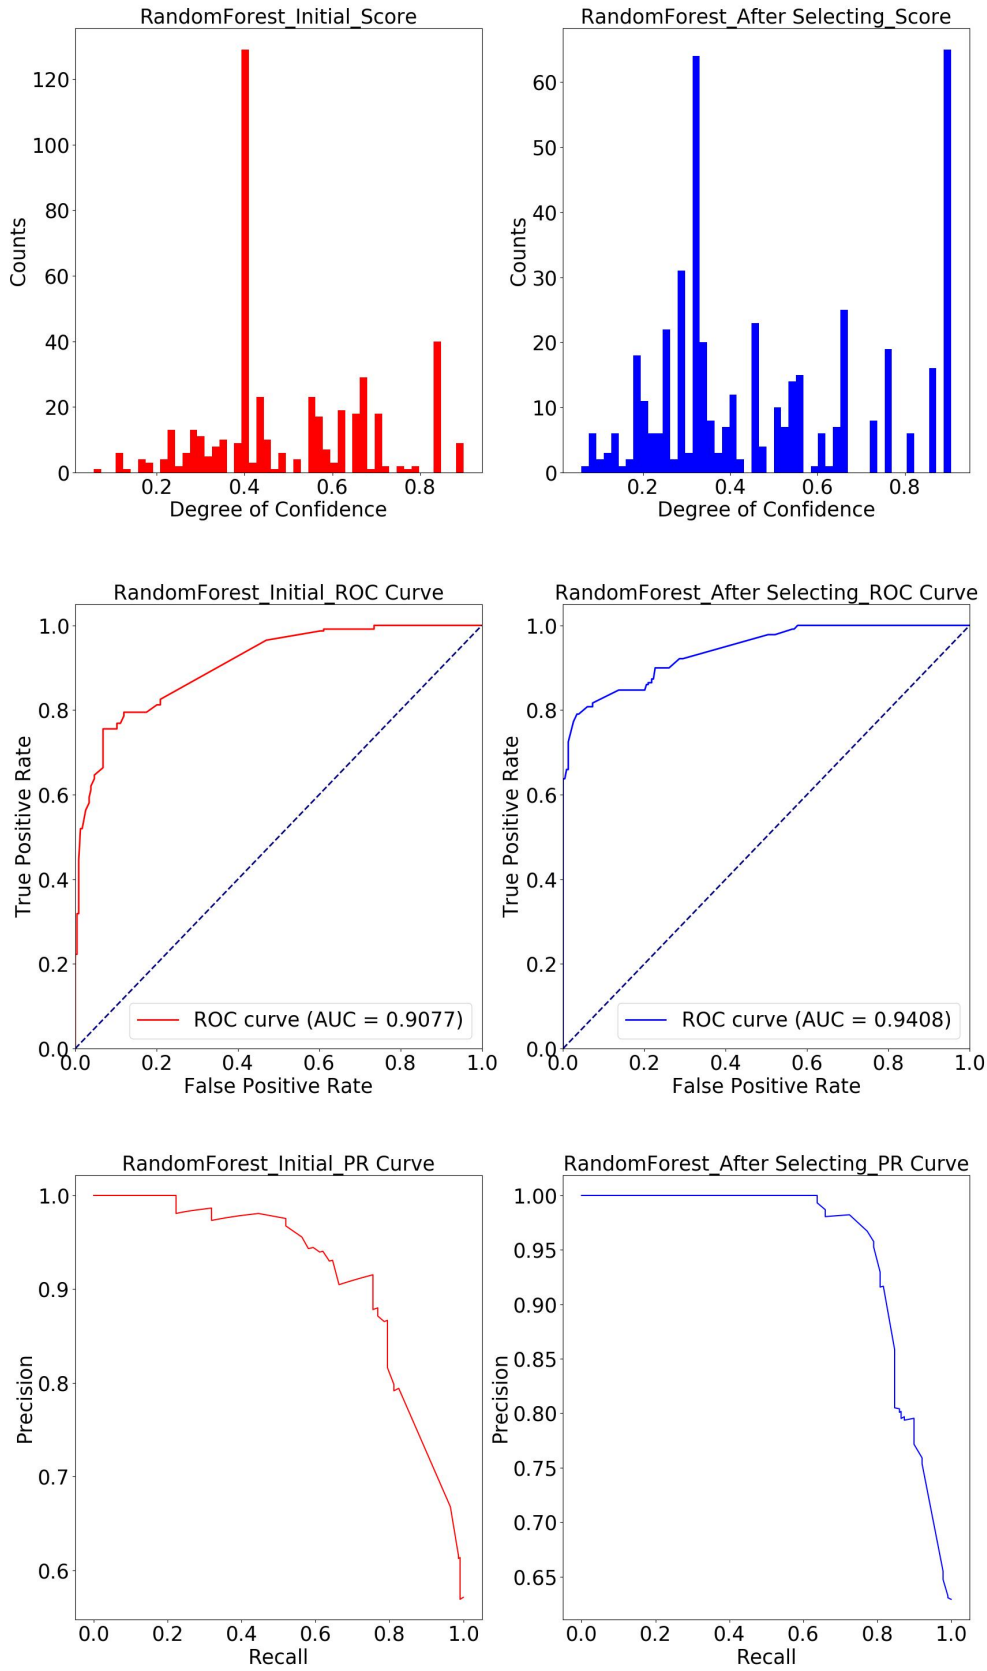 RandomForest_Initial_Score
Counts
120
100
80
60
40
20
0
0.2 0.4 0.6 0.8
Degree of Confidence
RandomForest_After Selecting_Score
Counts
60
50
40
30
20
10
0
0.2 0.4 0.6 0.8
Degree of Confidence
RandomForest_Initial_ROC Curve
True Positive Rate
1.0
0.8
0.6
0.4
0.2
0.0
ROC curve (AUC = 0.9077)
0.0 0.2 0.4 0.6 0.8 1.0
False Positive Rate
RandomForest_After Selecting_ROC Curve
True Positive Rate
1.0
0.8
0.6
0.4
0.2
0.0
ROC curve (AUC = 0.9408)
0.0 0.2 0.4 0.6 0.8 1.0
False Positive Rate
RandomForest_Initial_PR Curve
Precision
1.0
0.9
0.8
0.7
0.6
0.0 0.2 0.4 0.6 0.8 1.0
Recall
RandomForest_After Selecting_PR Curve
Precision
1.00
0.95
0.90
0.85
0.80
0.75
0.70
0.65
0.0 0.2 0.4 0.6 0.8 1.0
Recall